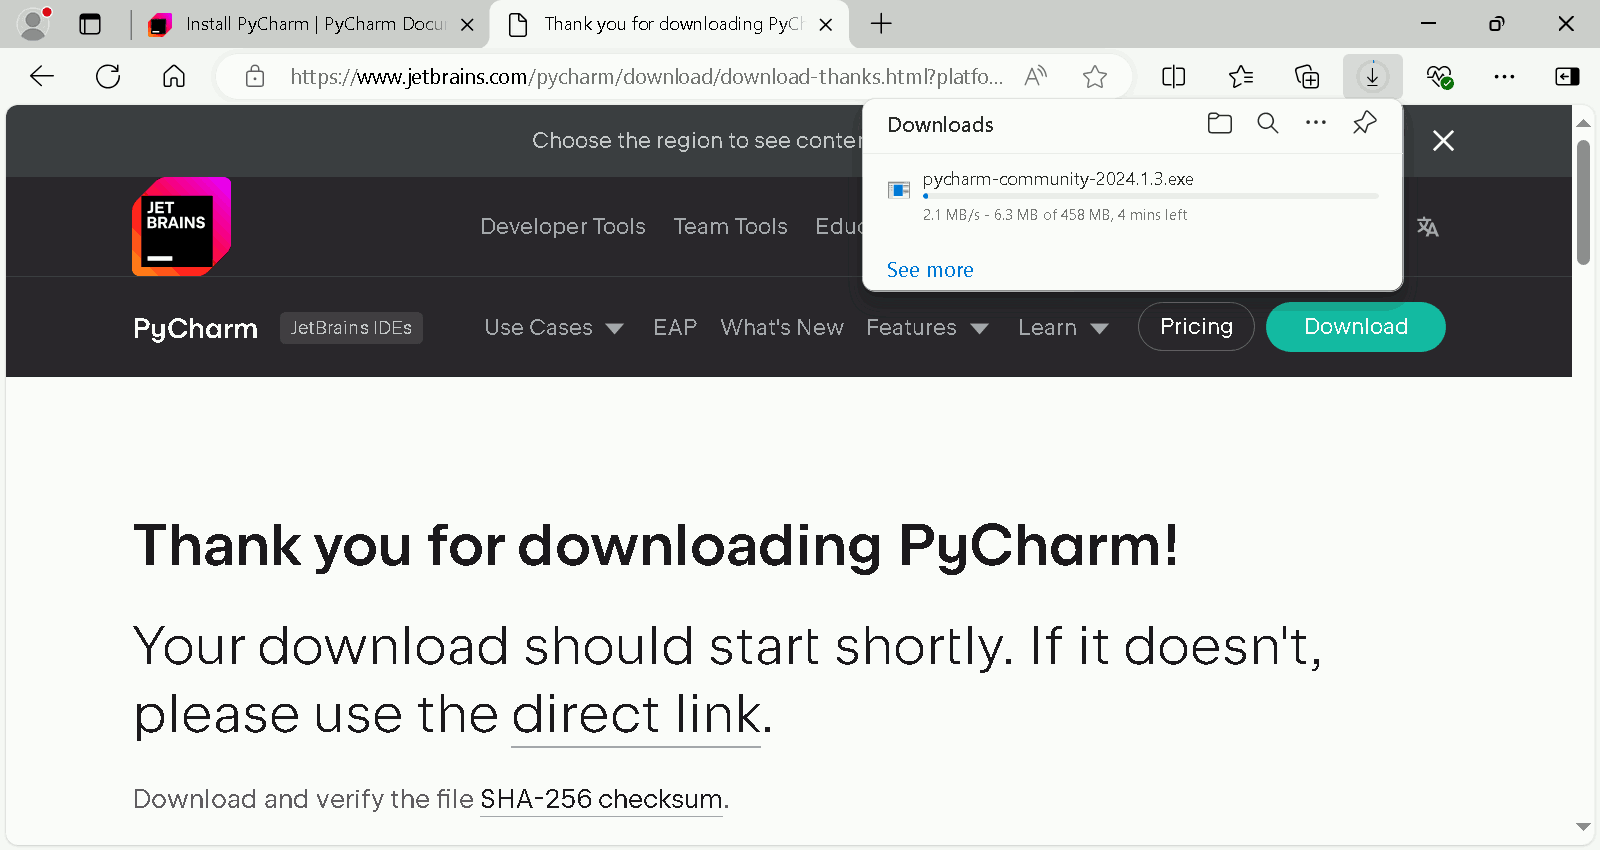 Install PyCharm | PyCharm Docu
Thank you for downloading PyCh
https://www.jetbrains.com/pycharm/download/download-thanks.html?platfo...
Choose the region to see conter
Downloads
pycharm-community-2024.1.3.exe
2.1 MB/s - 6.3 MB of 458 MB, 4 mins left
See more
JET
BRAINS
Developer Tools Team Tools Educ
PyCharm JetBrains IDEs Use Cases EAP What's New Features Learn Pricing Download
Thank you for downloading PyCharm!
Your download should start shortly. If it doesn't,
please use the direct link.
Download and verify the file SHA-256 checksum.